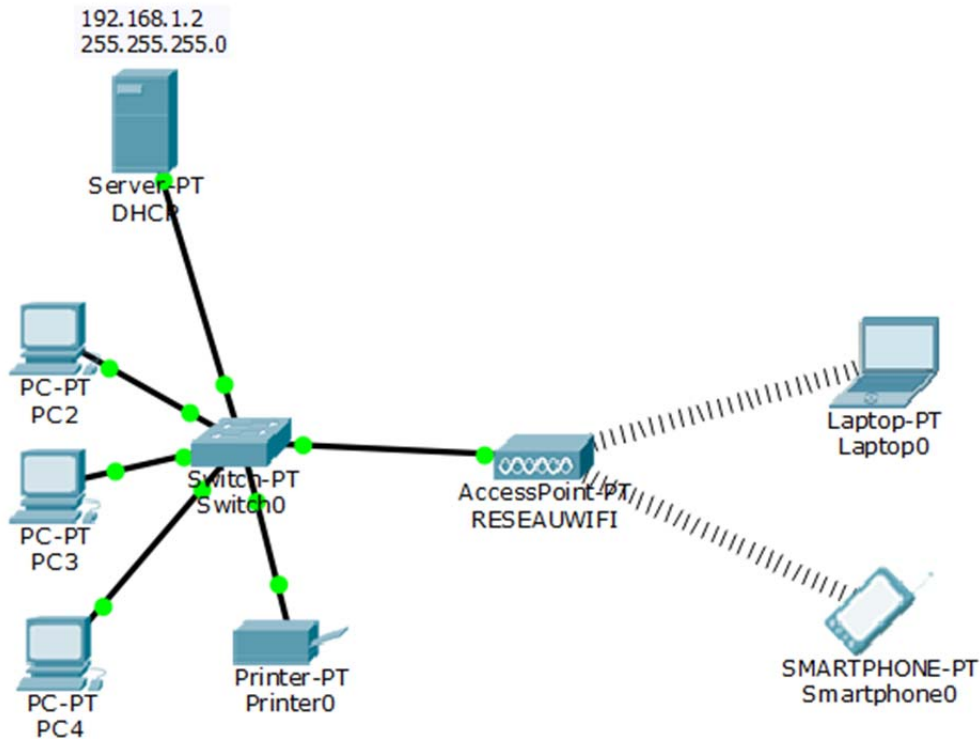 192.168.1.2
255.255.255.0
Server-PT
DHCP
PC-PT
PC2
PC-PT
PC3
PC-PT
PC4
Switch-PT
Switch0
Printer-PT
Printer0
AccessPoint-PT
RESEAUWIFI
Laptop-PT
Laptop0
SMARTPHONE-PT
Smartphone0